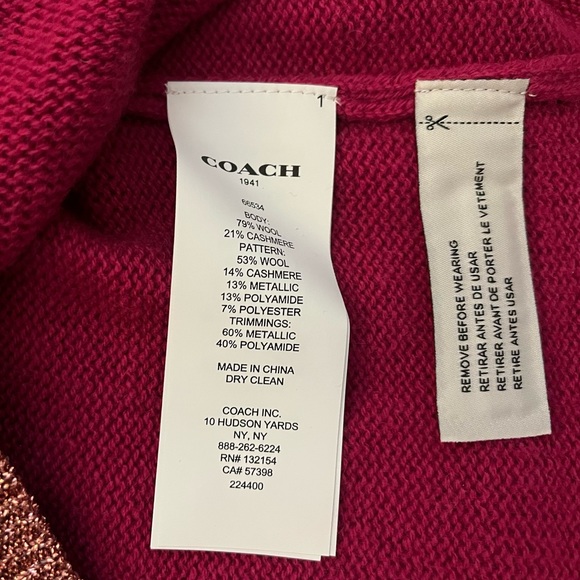 1
COACH
1941
66534
BODY:
79% WOOL
21% CASHMERE
PATTERN:
53% WOOL
14% CASHMERE
13% METALLIC
13% POLYAMIDE
7% POLYESTER
TRIMMINGS:
60% METALLIC
40% POLYAMIDE
MADE IN CHINA
DRY CLEAN
COACH INC.
10 HUDSON YARDS
NY, NY
888-262-6224
RN# 132154
CA# 57398
224400
REMOVE BEFORE WEARING
RETIRAR ANTES DE USAR
RETIRER AVANT DE PORTER LE VETEMENT
RETIRE ANTES USAR